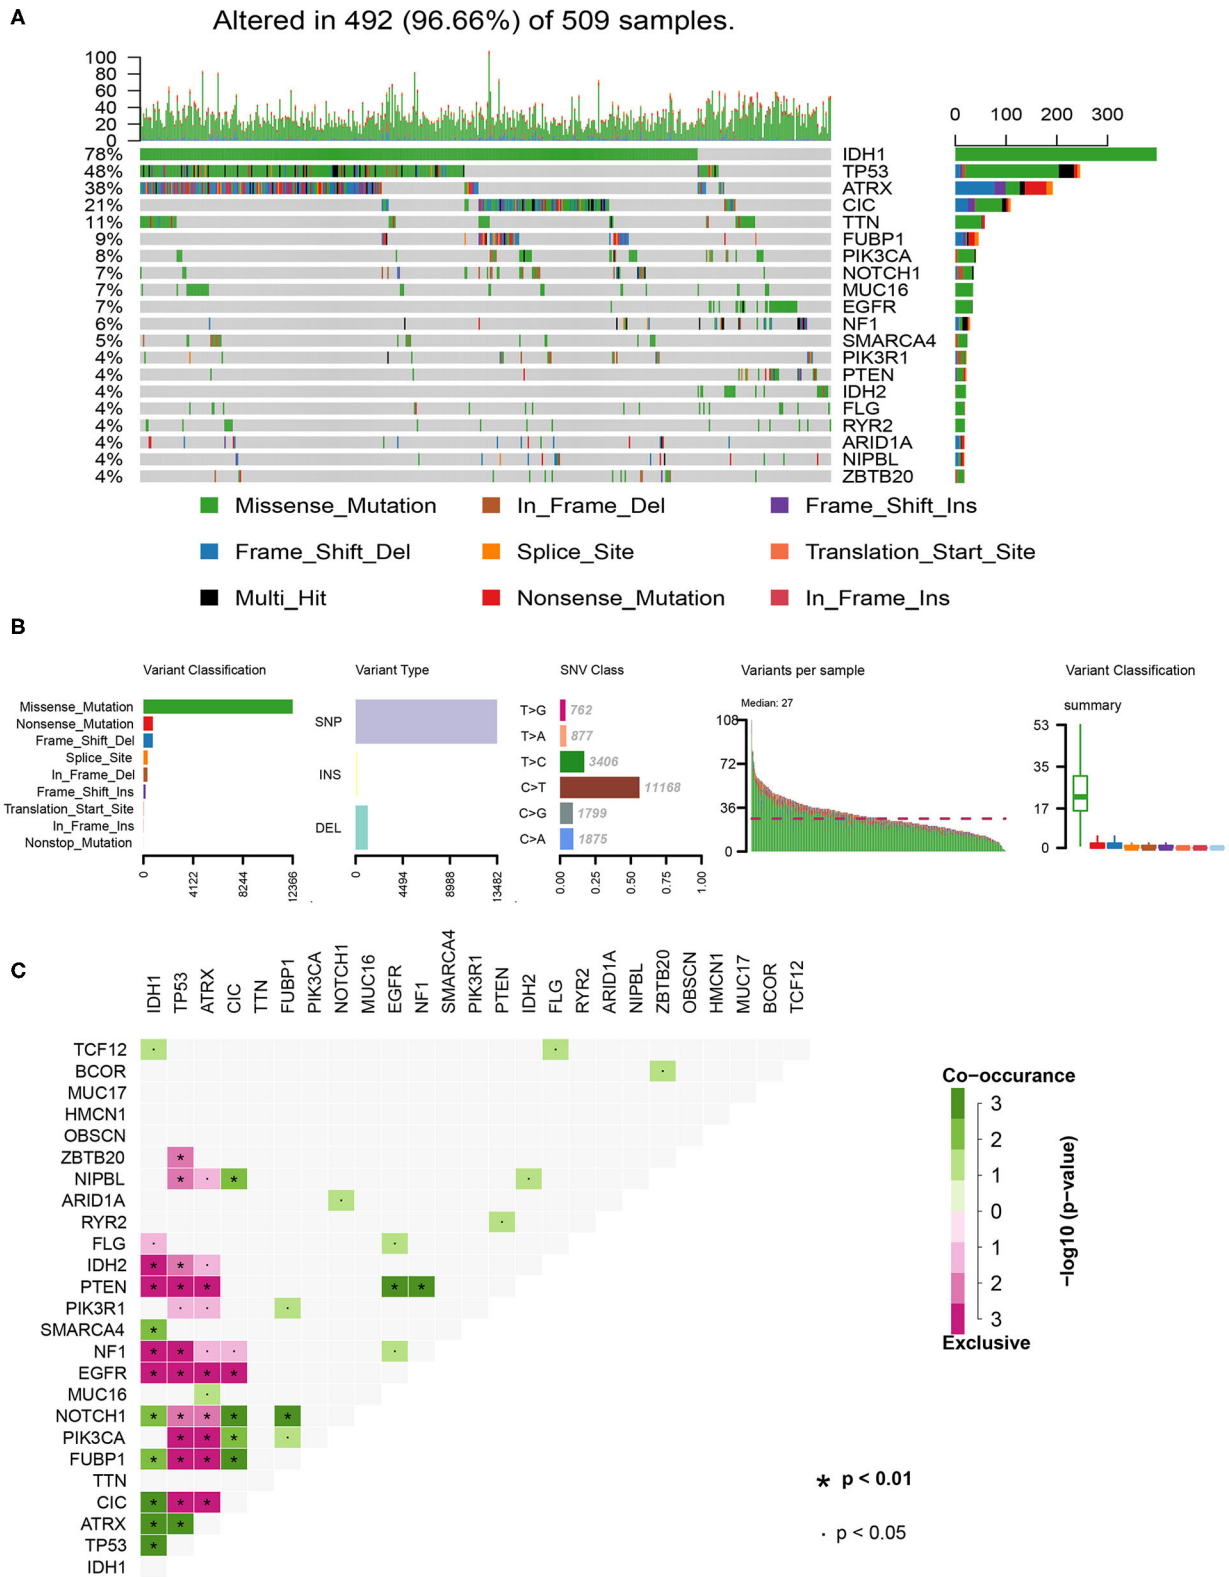 A
Altered in 492 (96.66%) of 509 samples.
100
80
60
40
20
0
0 100 200 300
78% IDH1
48% TP53
38% ATRX
21% CIC
11% TTN
9% FUBP1
8% PIK3CA
7% NOTCH1
7% MUC16
7% EGFR
6% NF1
5% SMARCA4
4% PIK3R1
4% PTEN
4% IDH2
4% FLG
4% RYR2
4% ARID1A
4% NIPBL
4% ZBTB20
Missense_Mutation In_Frame_Del Frame_Shift_Ins
Frame_Shift_Del Splice_Site Translation_Start_Site
Multi_Hit Nonsense_Mutation In_Frame_Ins
B
Variant Classification
Missense_Mutation
Nonsense_Mutation
Frame_Shift_Del
Splice_Site
In_Frame_Del
Frame_Shift_Ins
Translation_Start_Site
In_Frame_Ins
Nonstop_Mutation
0 4122 8244 12366
Variant Type
SNP
INS
DEL
0 4494 8988 13482
SNV Class
T>G 762
T>A 877
T>C 3406
C>T 11168
C>G 1799
C>A 1875
0.00 0.25 0.50 0.75 1.00
Variants per sample
Median: 27
108
72
36
0
Variant Classification
summary
53
35
17
0
C
IDH1 TP53 ATRX CIC TTN FUBP1 PIK3CA NOTCH1 MUC16 EGFR NF1 SMARCA4 PIK3R1 PTEN IDH2 FLG RYR2 ARID1A NIPBL ZBTB20 OBSCN HMCN1 MUC17 BCOR TCF12
TCF12
BCOR
MUC17
HMCN1
OBSCN
ZBTB20
NIPBL
ARID1A
RYR2
FLG
IDH2
PTEN
PIK3R1
SMARCA4
NF1
EGFR
MUC16
NOTCH1
PIK3CA
FUBP1
TTN
CIC
ATRX
TP53
IDH1
Co-occurance
3
2
1
0
1
2
3
Exclusive
-log10 (p-value)
* p < 0.01
· p < 0.05